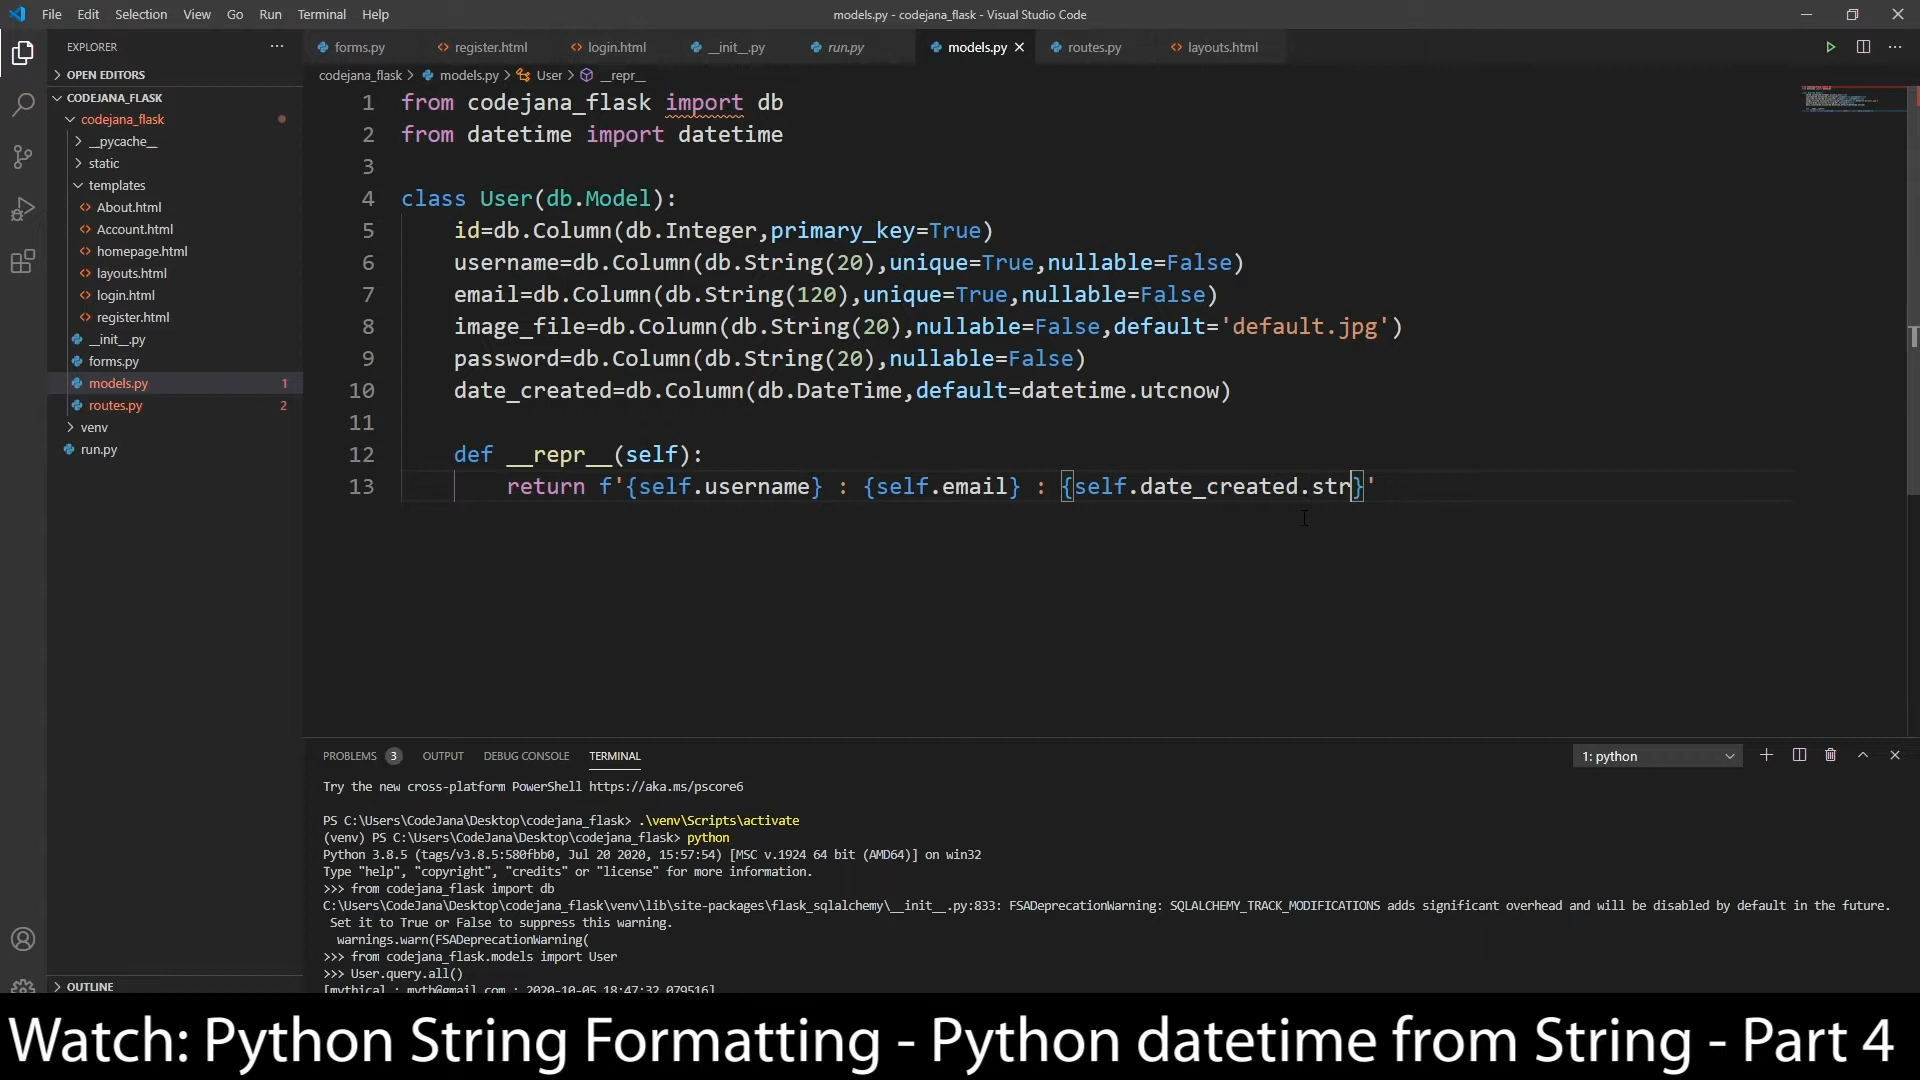 File Edit Selection View Go Run Terminal Help
models.py - codejana_flask - Visual Studio Code
EXPLORER
OPEN EDITORS
CODEJANA_FLASK
codejana_flask
__pycache__
static
templates
About.html
Account.html
homepage.html
layouts.html
login.html
register.html
__init__.py
forms.py
models.py 1
routes.py 2
venv
run.py
OUTLINE
forms.py register.html login.html __init__.py run.py models.py routes.py layouts.html
codejana_flask > models.py > User > __repr__
1 from codejana_flask import db
2 from datetime import datetime
3
4 class User(db.Model):
5 id=db.Column(db.Integer,primary_key=True)
6 username=db.Column(db.String(20),unique=True,nullable=False)
7 email=db.Column(db.String(120),unique=True,nullable=False)
8 image_file=db.Column(db.String(20),nullable=False,default='default.jpg')
9 password=db.Column(db.String(20),nullable=False)
10 date_created=db.Column(db.DateTime,default=datetime.utcnow)
11
12 def __repr__(self):
13 return f'{self.username} : {self.email} : {self.date_created.str}'
PROBLEMS 3 OUTPUT DEBUG CONSOLE TERMINAL
1: python
Try the new cross-platform PowerShell https://aka.ms/pscore6
PS C:\Users\CodeJana\Desktop\codejana_flask> .\venv\Scripts\activate
(venv) PS C:\Users\CodeJana\Desktop\codejana_flask> python
Python 3.8.5 (tags/v3.8.5:580fbb0, Jul 20 2020, 15:57:54) [MSC v.1924 64 bit (AMD64)] on win32
Type "help", "copyright", "credits" or "license" for more information.
>>> from codejana_flask import db
C:\Users\CodeJana\Desktop\codejana_flask\venv\lib\site-packages\flask_sqlalchemy\__init__.py:833: FSADeprecationWarning: SQLALCHEMY_TRACK_MODIFICATIONS adds significant overhead and will be disabled by default in the future.
Set it to True or False to suppress this warning.
warnings.warn(FSADeprecationWarning(
>>> from codejana_flask.models import User
>>> User.query.all()
[mythical : myth@gmail.com : 2020-10-05 18:47:32.079516]
Watch: Python String Formatting - Python datetime from String - Part 4